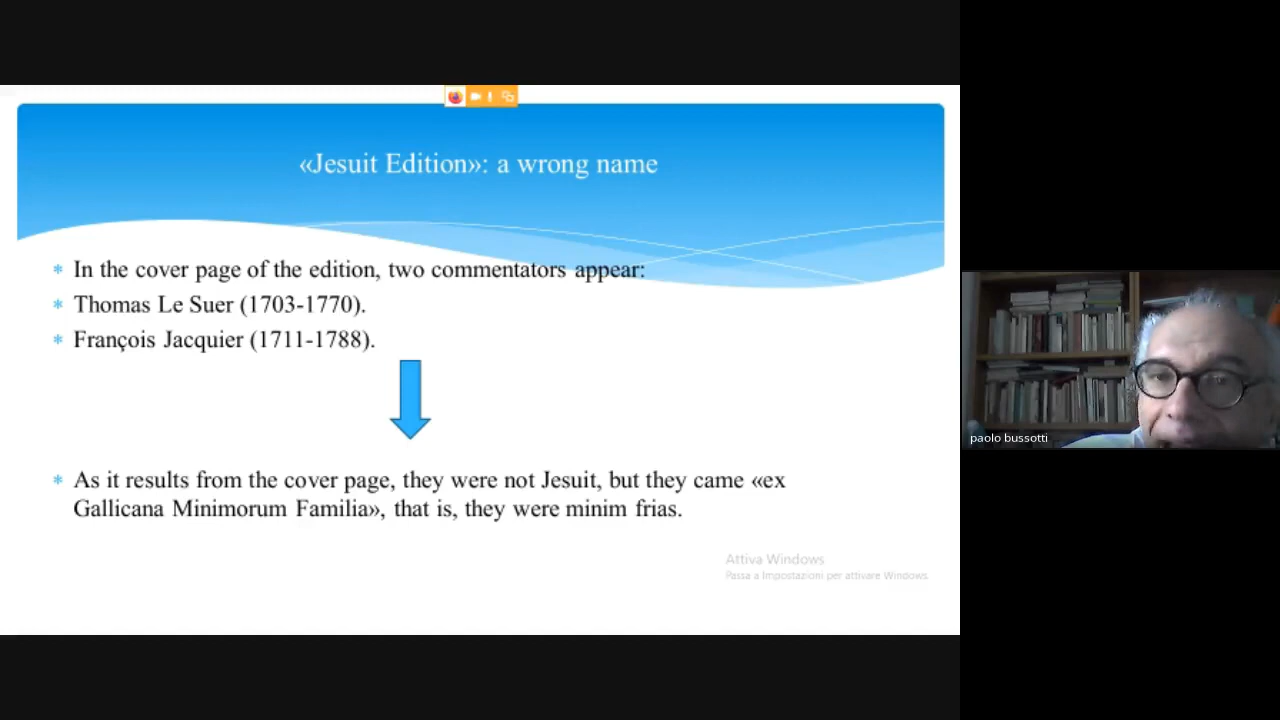 «Jesuit Edition»: a wrong name
* In the cover page of the edition, two commentators appear:
* Thomas Le Suer (1703-1770).
* François Jacquier (1711-1788).
* As it results from the cover page, they were not Jesuit, but they came «ex
Gallicana Minimorum Familia», that is, they were minim frias.
Attiva Windows
Passa a Impostazioni per attivare Windows.
paolo bussotti